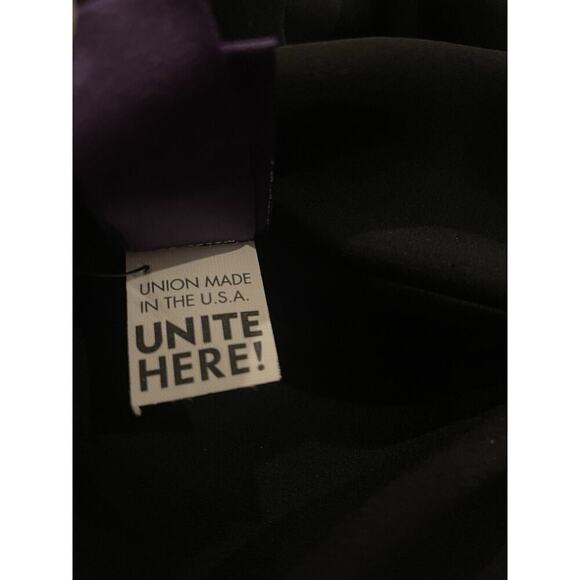 UNION MADE
IN THE U.S.A.
UNITE
HERE!